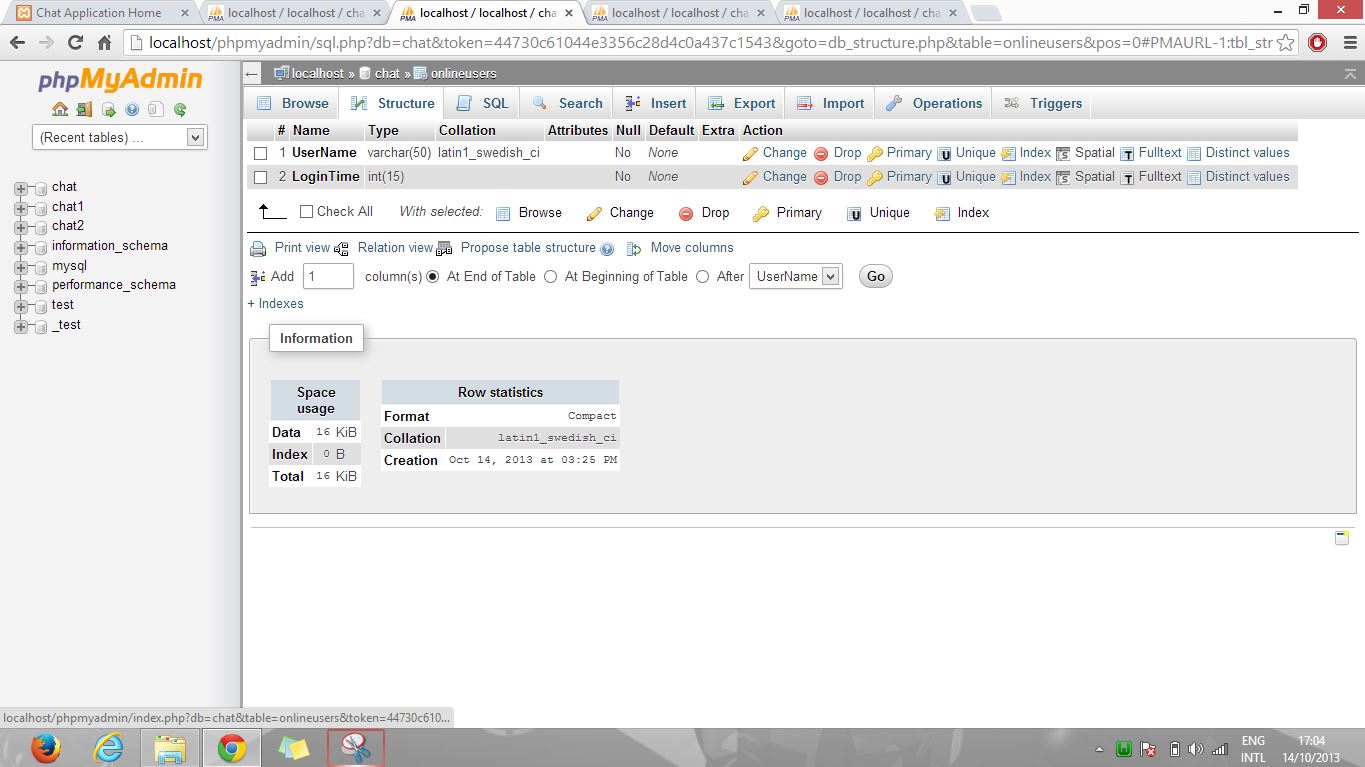 Chat Application Home
localhost / localhost / cha
localhost / localhost / cha
localhost / localhost / cha
localhost / localhost / cha
localhost/phpmyadmin/sql.php?db=chat&token=44730c61044e3356c28d4c0a437c1543&goto=db_structure.php&table=onlineusers&pos=0#PMAURL-1:tbl_str
phpMyAdmin
(Recent tables) ...
chat
chat1
chat2
information_schema
mysql
performance_schema
test
_test
localhost » chat » onlineusers
Browse Structure SQL Search Insert Export Import Operations Triggers
# Name Type Collation Attributes Null Default Extra Action
1 UserName varchar(50) latin1_swedish_ci No None Change Drop Primary Unique Index Spatial Fulltext Distinct values
2 LoginTime int(15) No None Change Drop Primary Unique Index Spatial Fulltext Distinct values
Check All With selected: Browse Change Drop Primary Unique Index
Print view Relation view Propose table structure Move columns
Add 1 column(s) At End of Table At Beginning of Table After UserName Go
+ Indexes
Information
Space usage
Data 16 KiB
Index 0 B
Total 16 KiB
Row statistics
Format Compact
Collation latin1_swedish_ci
Creation Oct 14, 2013 at 03:25 PM
localhost/phpmyadmin/index.php?db=chat&table=onlineusers&token=44730c610...
ENG
INTL
17:04
14/10/2013